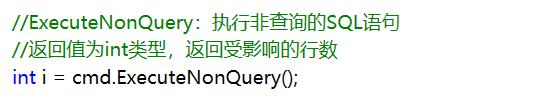 //ExecuteNonQuery：执行非查询的SQL语句
//返回值为int类型，返回受影响的行数
int i = cmd.ExecuteNonQuery();